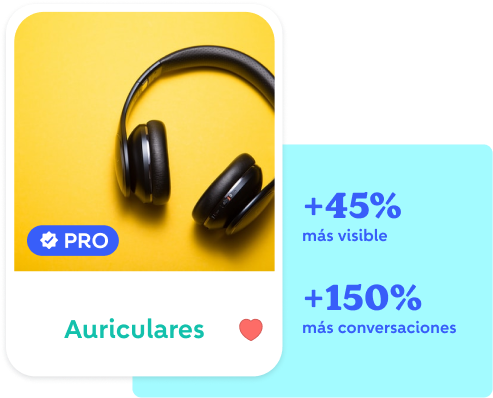 PRO
Auriculares
+45%
más visible
+150%
más conversaciones